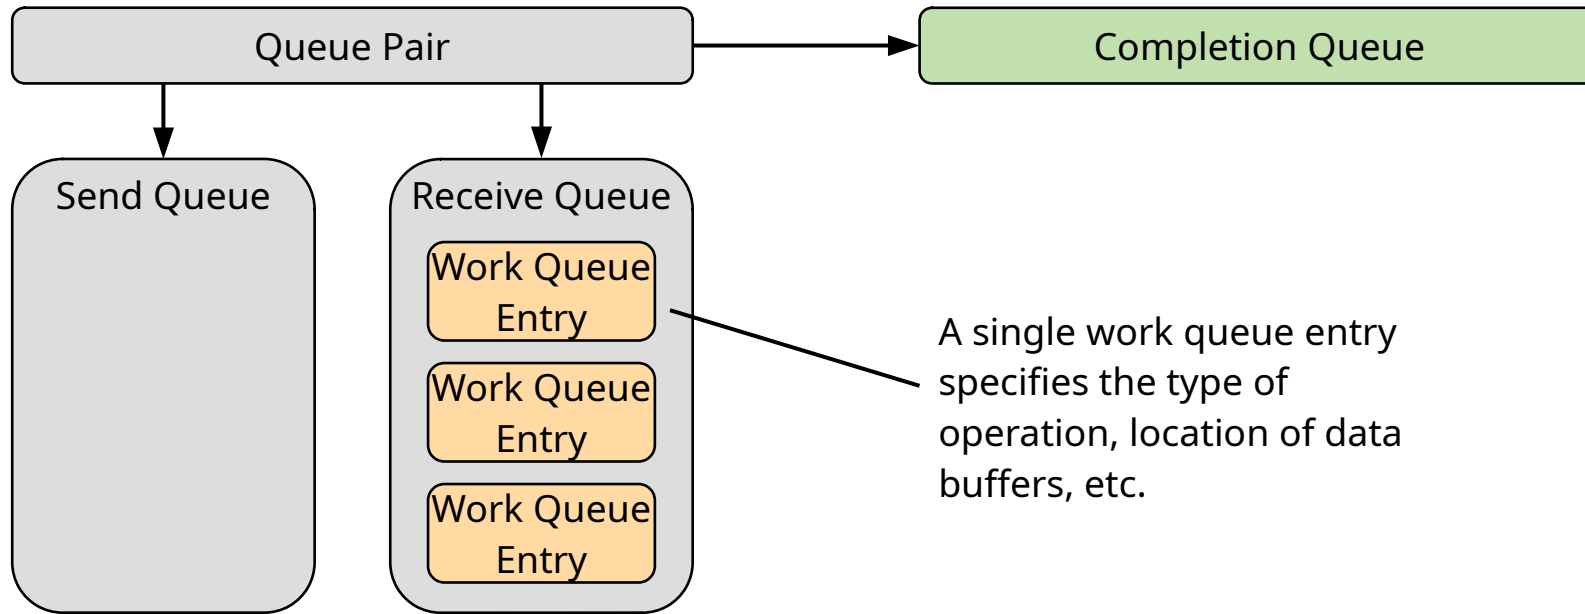 Queue Pair
Completion Queue
Send Queue
Receive Queue
Work Queue
Entry
Work Queue
Entry
Work Queue
Entry
A single work queue entry
specifies the type of
operation, location of data
buffers, etc.